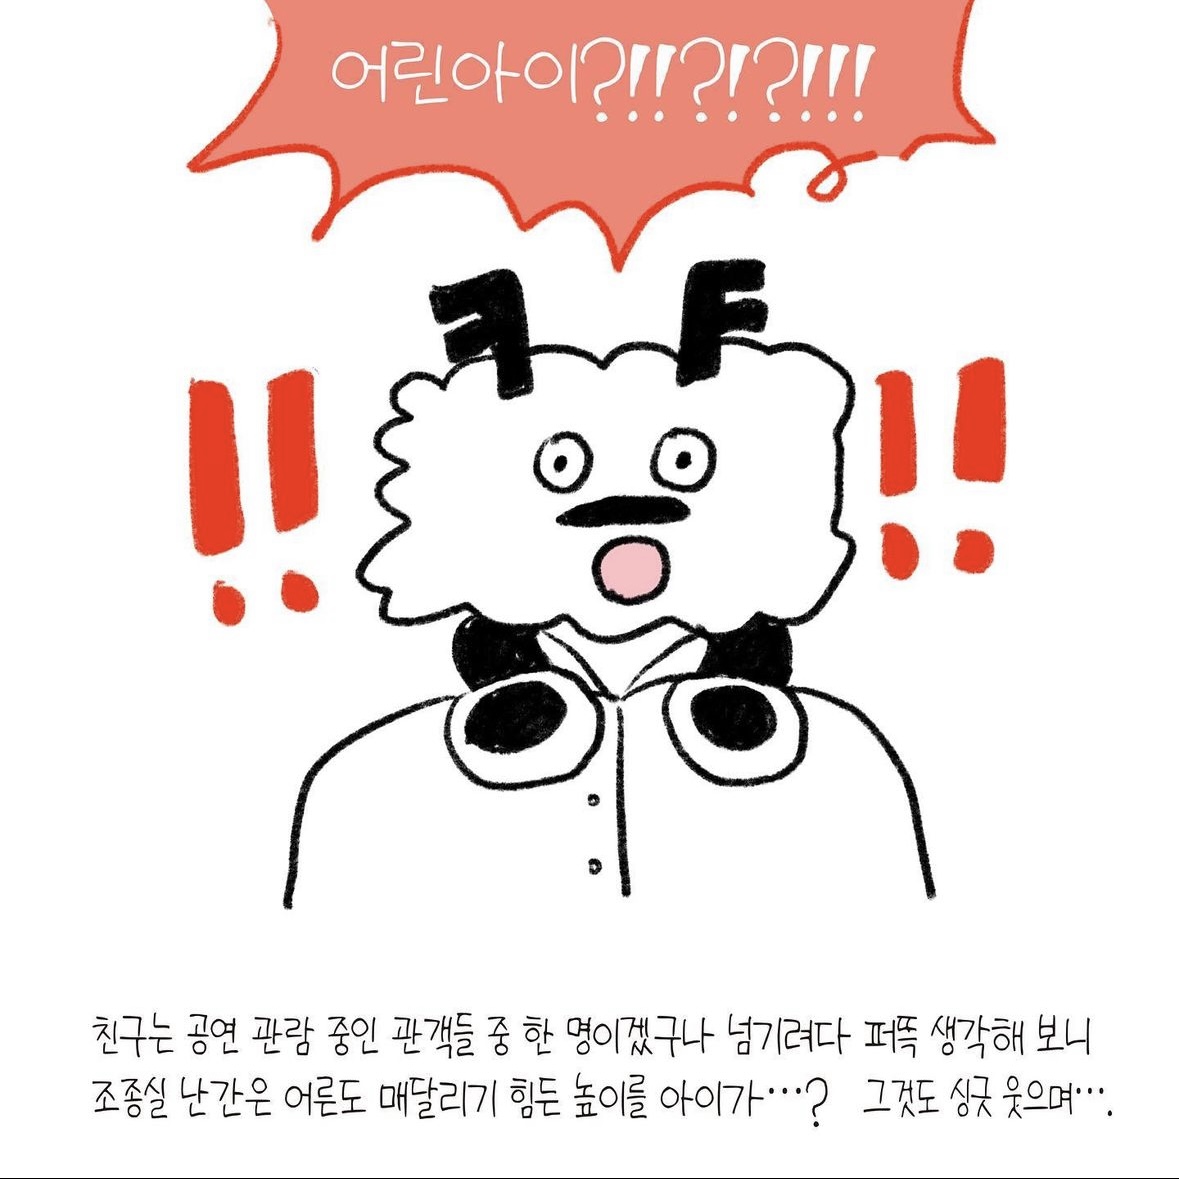 어린아이?!!?!?!!!
친구는 공연 관람 중인 관객들 중 한 명이겠구나 넘기려다 퍼뜩 생각해 보니
조종실 난간은 어른도 매달리기 힘든 높이를 아이가…? 그것도 싱긋 웃으며….